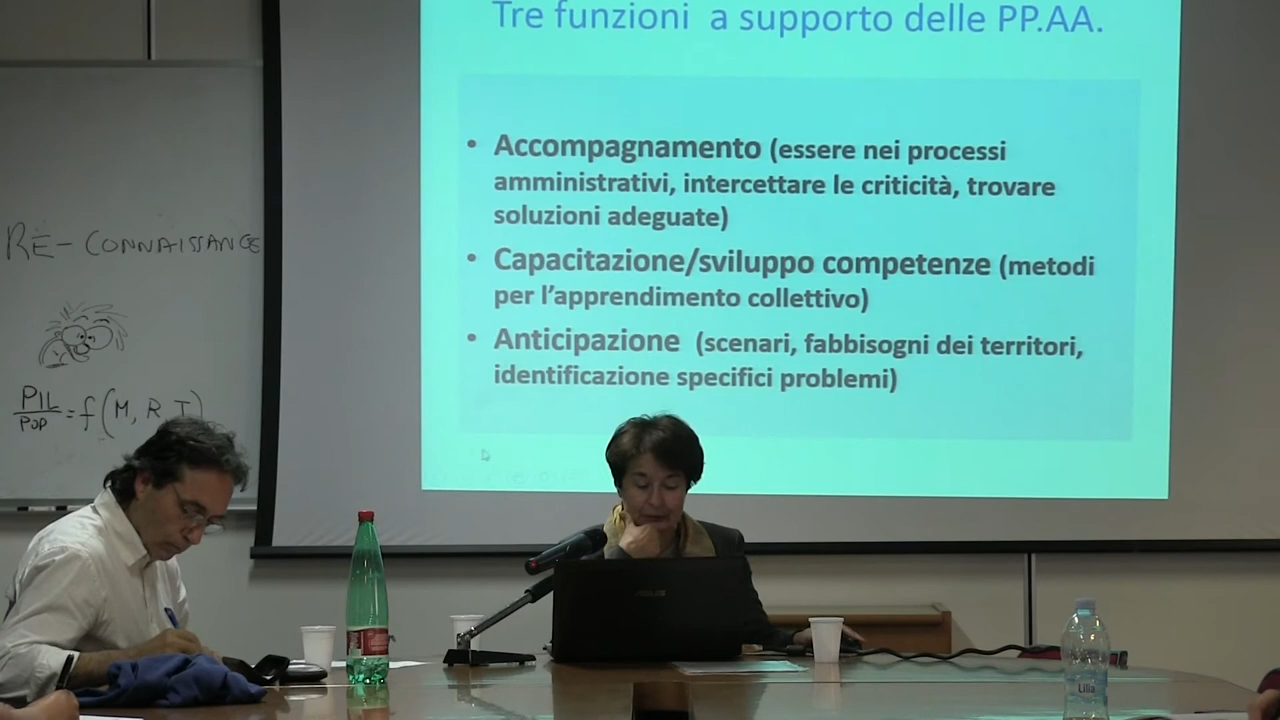 Tre funzioni a supporto delle PP.AA.
• Accompagnamento (essere nei processi
amministrativi, intercettare le criticità, trovare
soluzioni adeguate)
• Capacitazione/sviluppo competenze (metodi
per l'apprendimento collettivo)
• Anticipazione (scenari, fabbisogni dei territori,
identificazione specifici problemi)
RE-CONNAISSANCE
PIL
POP
= f(M, R, T)
ASUS
Lilia